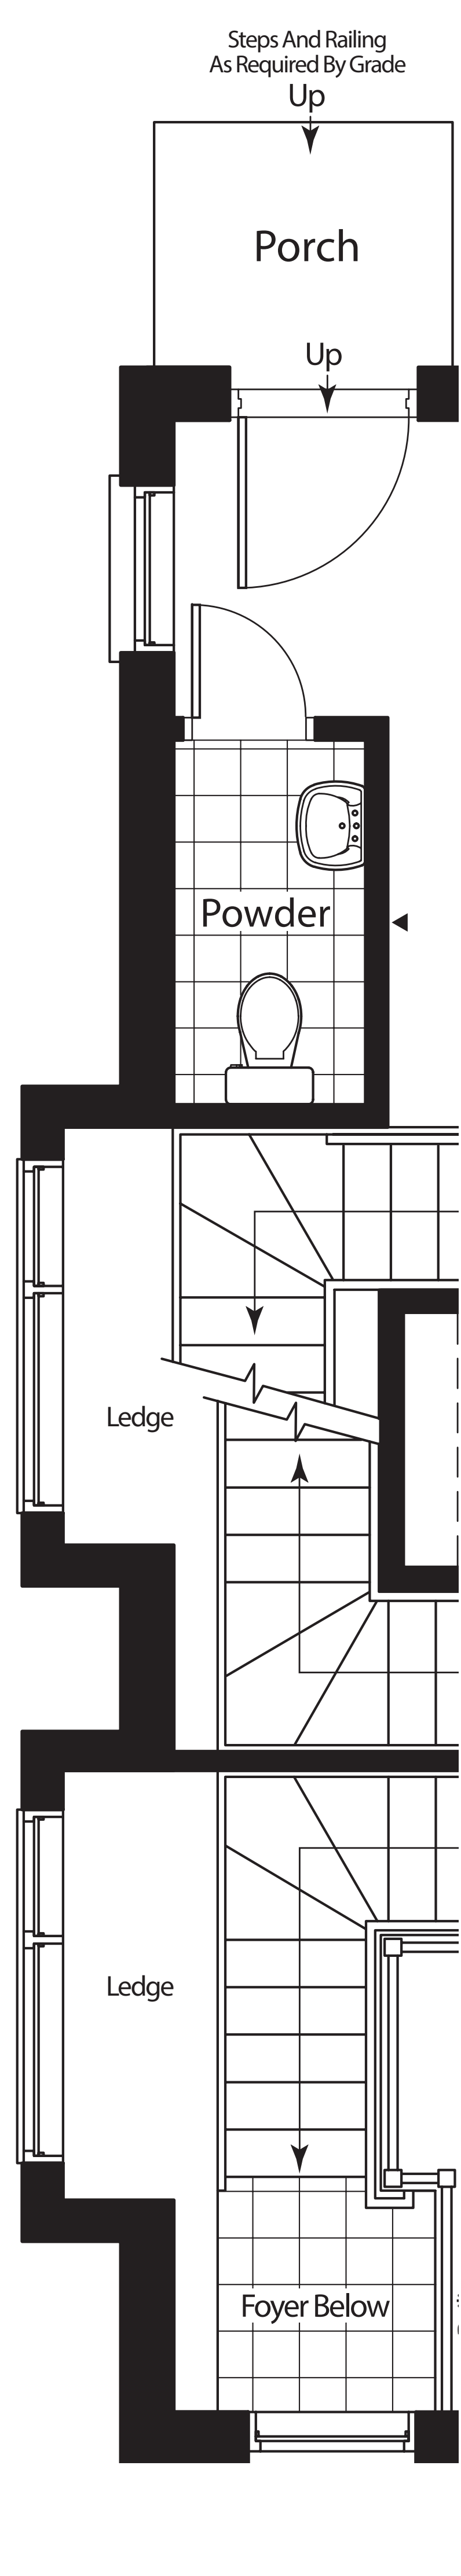 Steps And Railing
As Required By Grade
Up
Porch
Up
Powder
Ledge
Ledge
Foyer Below